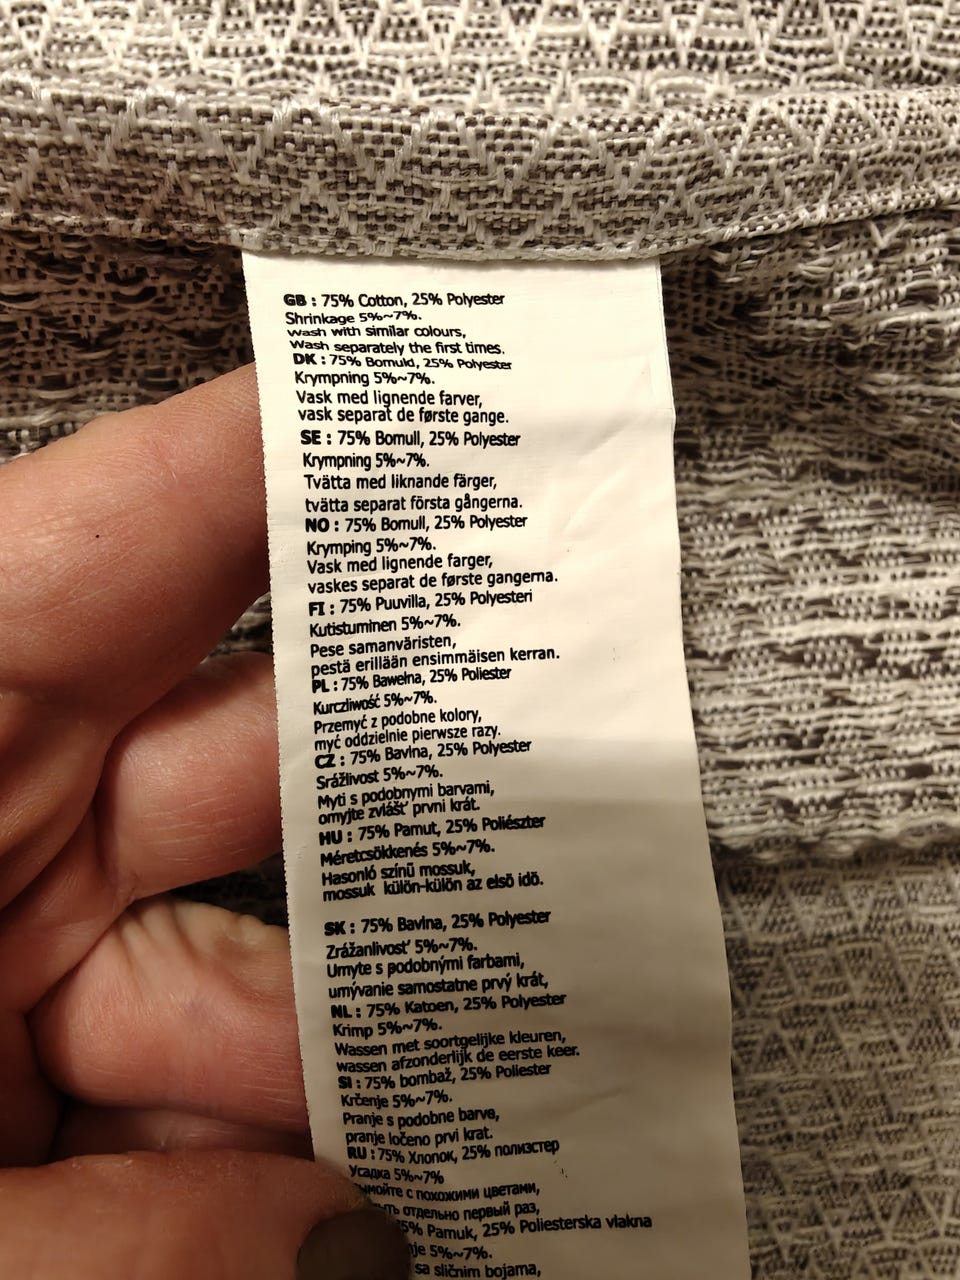 GB : 75% Cotton, 25% Polyester
Shrinkage 5%~7%.
Wash with similar colours,
Wash separately the first times.
DK : 75% Bomuld, 25% Polyester
Krympning 5%~7%.
Vask med lignende farver,
vask separat de første gange.
SE : 75% Bomull, 25% Polyester
Krympning 5%~7%.
Tvätta med liknande färger,
tvätta separat första gångerna.
NO : 75% Bomull, 25% Polyester
Krymping 5%~7%.
Vask med lignende farger,
vaskes separat de første gangerna.
FI : 75% Puuvilla, 25% Polyesteri
Kutistuminen 5%~7%.
Pese samanväristen,
pestä erillään ensimmäisen kerran.
PL : 75% Bawełna, 25% Poliester
Kurczliwość 5%~7%.
Przemyć z podobne kolory,
myć oddzielnie pierwsze razy.
CZ : 75% Bavlna, 25% Polyester
Srážlivost 5%~7%.
Myti s podobnymi barvami,
omyjte zvlášť prvni krát.
HU : 75% Pamut, 25% Poliészter
Méretcsökkenés 5%~7%.
Hasonló színű mossuk,
mossuk külön-külön az elsö idö.
SK : 75% Bavlna, 25% Polyester
Zrážanlivosť 5%~7%.
Umyte s podobnými farbami,
umývanie samostatne prvý krát,
NL : 75% Katoen, 25% Polyester
Krimp 5%~7%.
Wassen met soortgelijke kleuren,
wassen afzonderlijk de eerste keer.
SI : 75% bombaž, 25% Poliester
Krčenje 5%~7%.
Pranje s podobne barve,
pranje ločeno prvi krat.
RU : 75% Хлопок, 25% полиэстер
Усадка 5%~7%
с похожими цветами,
отдельно первый раз,
5% Pamuk, 25% Poliesterska vlakna
5%~7%.
sa sličnim bojama,